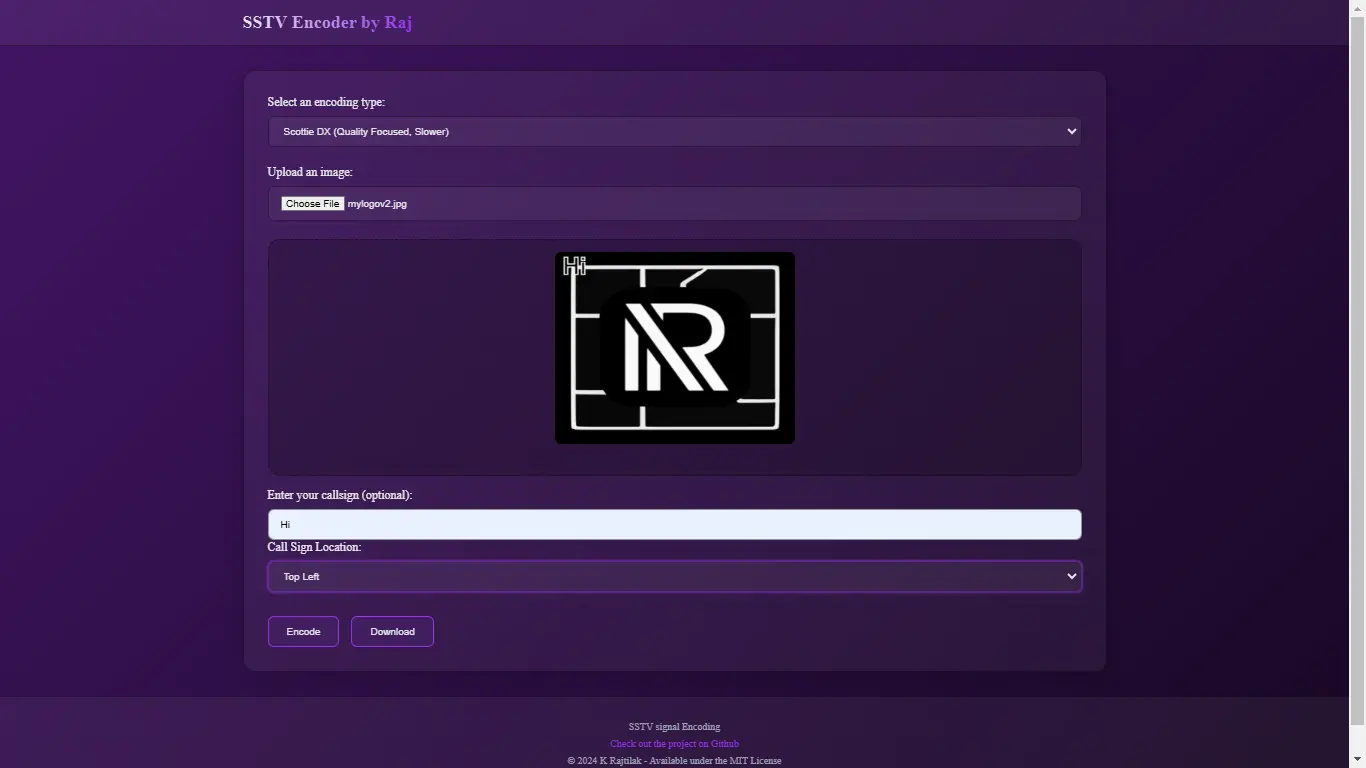 SSTV Encoder by Raj
Select an encoding type:
Scottie DX (Quality Focused, Slower)
Upload an image:
Choose File mylogov2.jpg
Hi
R
Enter your callsign (optional):
Hi
Call Sign Location:
Top Left
Encode
Download
SSTV signal Encoding
Check out the project on Github
© 2024 K Rajtilak - Available under the MIT License